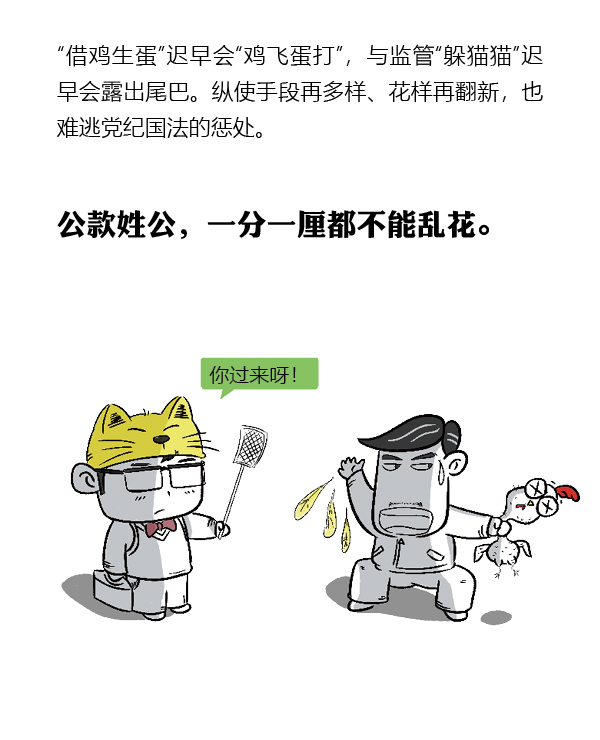 “借鸡生蛋”迟早会“鸡飞蛋打”，与监管“躲猫猫”迟
早会露出尾巴。纵使手段再多样、花样再翻新，也
难逃党纪国法的惩处。
公款姓公，一分一厘都不能乱花。
你过来呀！